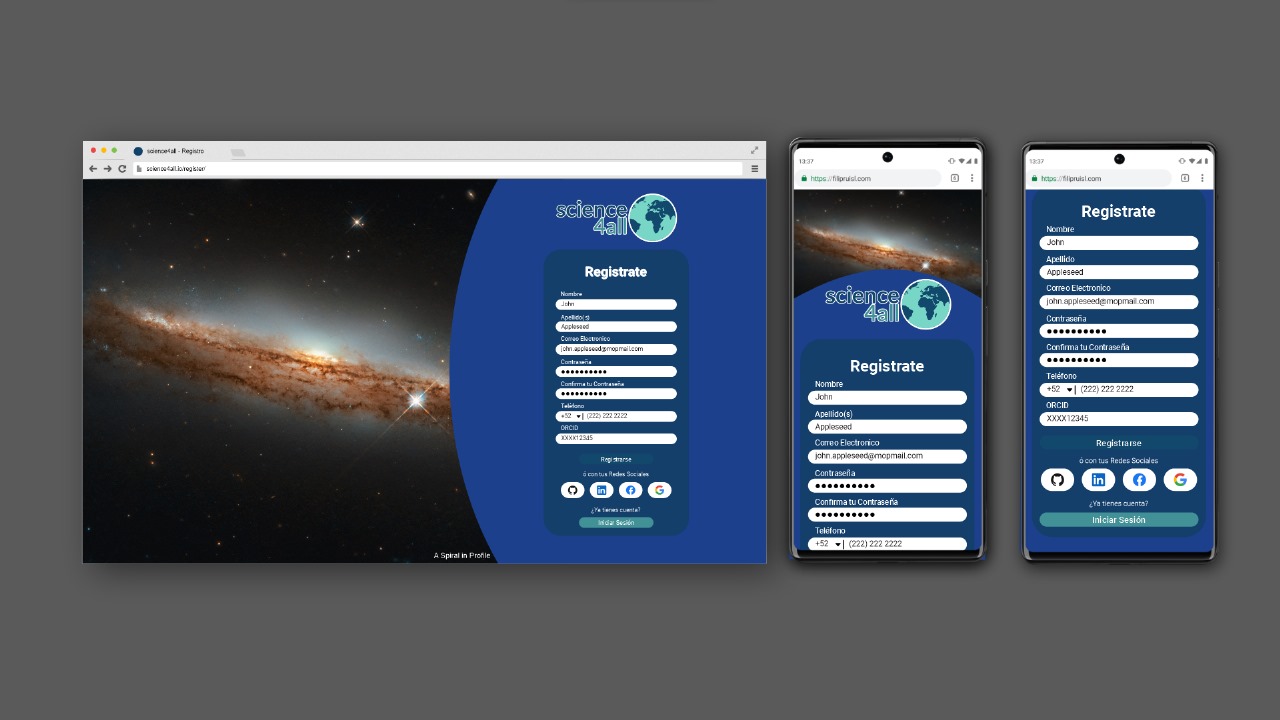 science4all - Registro
science4all.io/register/
science
4all
Registrate
Nombre
John
Apellido(s)
Appleseed
Correo Electronico
john.appleseed@mopmail.com
Contraseña
Confirma tu Contraseña
Teléfono
+52 (222) 222 2222
ORCID
XXXX12345
Registrarse
ó con tus Redes Sociales
¿Ya tienes cuenta?
Iniciar Sesión
A Spiral in Profile
13:37
https://filipruisl.com
science
4all
Registrate
Nombre
John
Apellido(s)
Appleseed
Correo Electronico
john.appleseed@mopmail.com
Contraseña
Confirma tu Contraseña
Teléfono
+52 (222) 222 2222
13:37
https://filipruisl.com
Registrate
Nombre
John
Apellido
Appleseed
Correo Electronico
john.appleseed@mopmail.com
Contraseña
Confirma tu Contraseña
Teléfono
+52 (222) 222 2222
ORCID
XXXX12345
Registrarse
ó con tus Redes Sociales
¿Ya tienes cuenta?
Iniciar Sesión